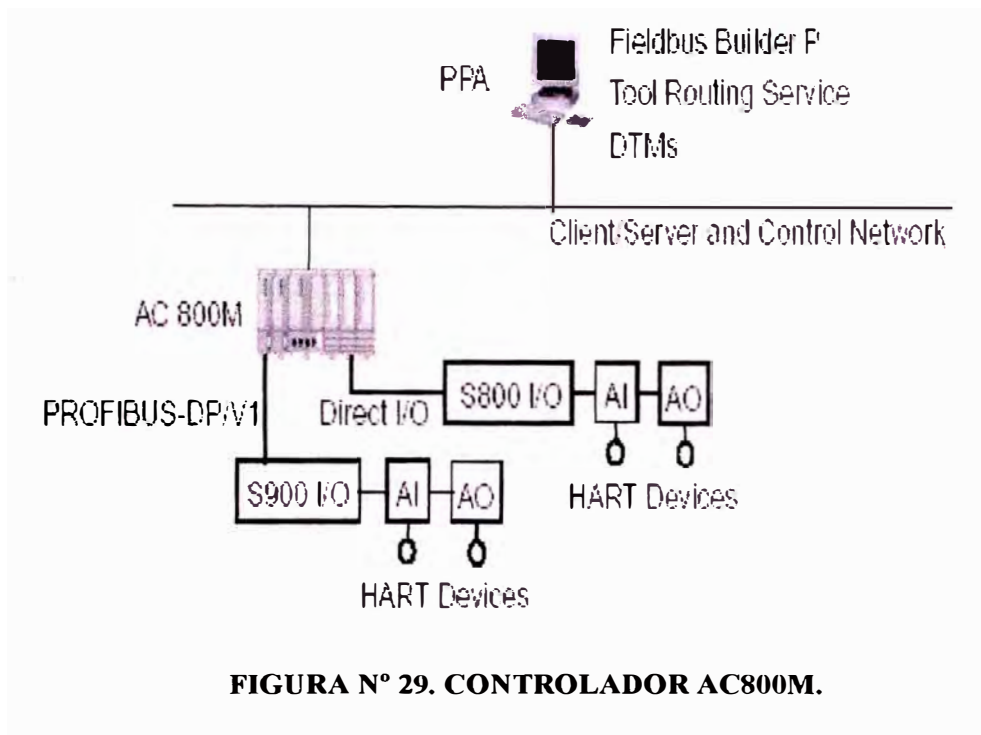 PPA
Fieldbus Builder P
Tool Routing Service
DTMs
Client/Server and Control Network
AC 800M
PROFIBUS-DP/V1
Direct I/O
S800 I/O
AI
AO
HART Devices
S900 I/O
AI
AO
HART Devices
FIGURA Nº 29. CONTROLADOR AC800M.